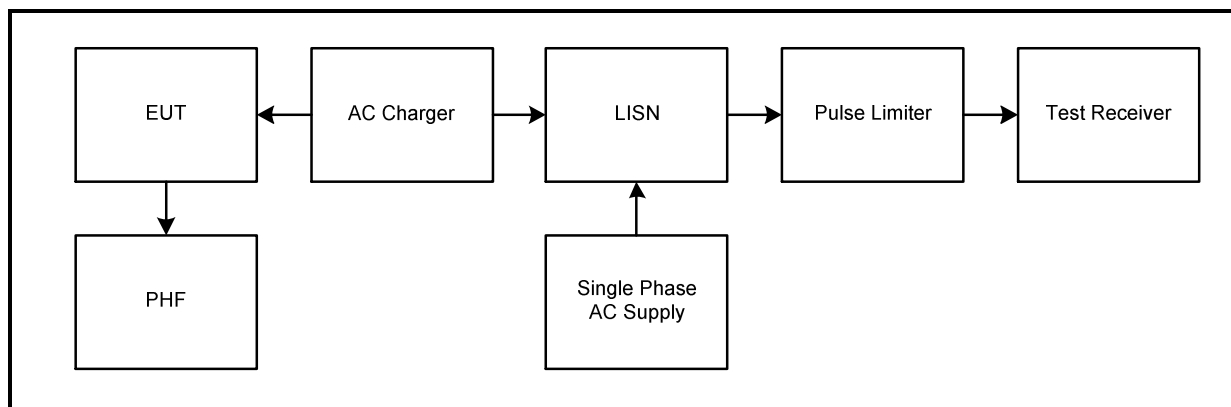 EUT
AC Charger
LISN
Pulse Limiter
Test Receiver
PHF
Single Phase
AC Supply